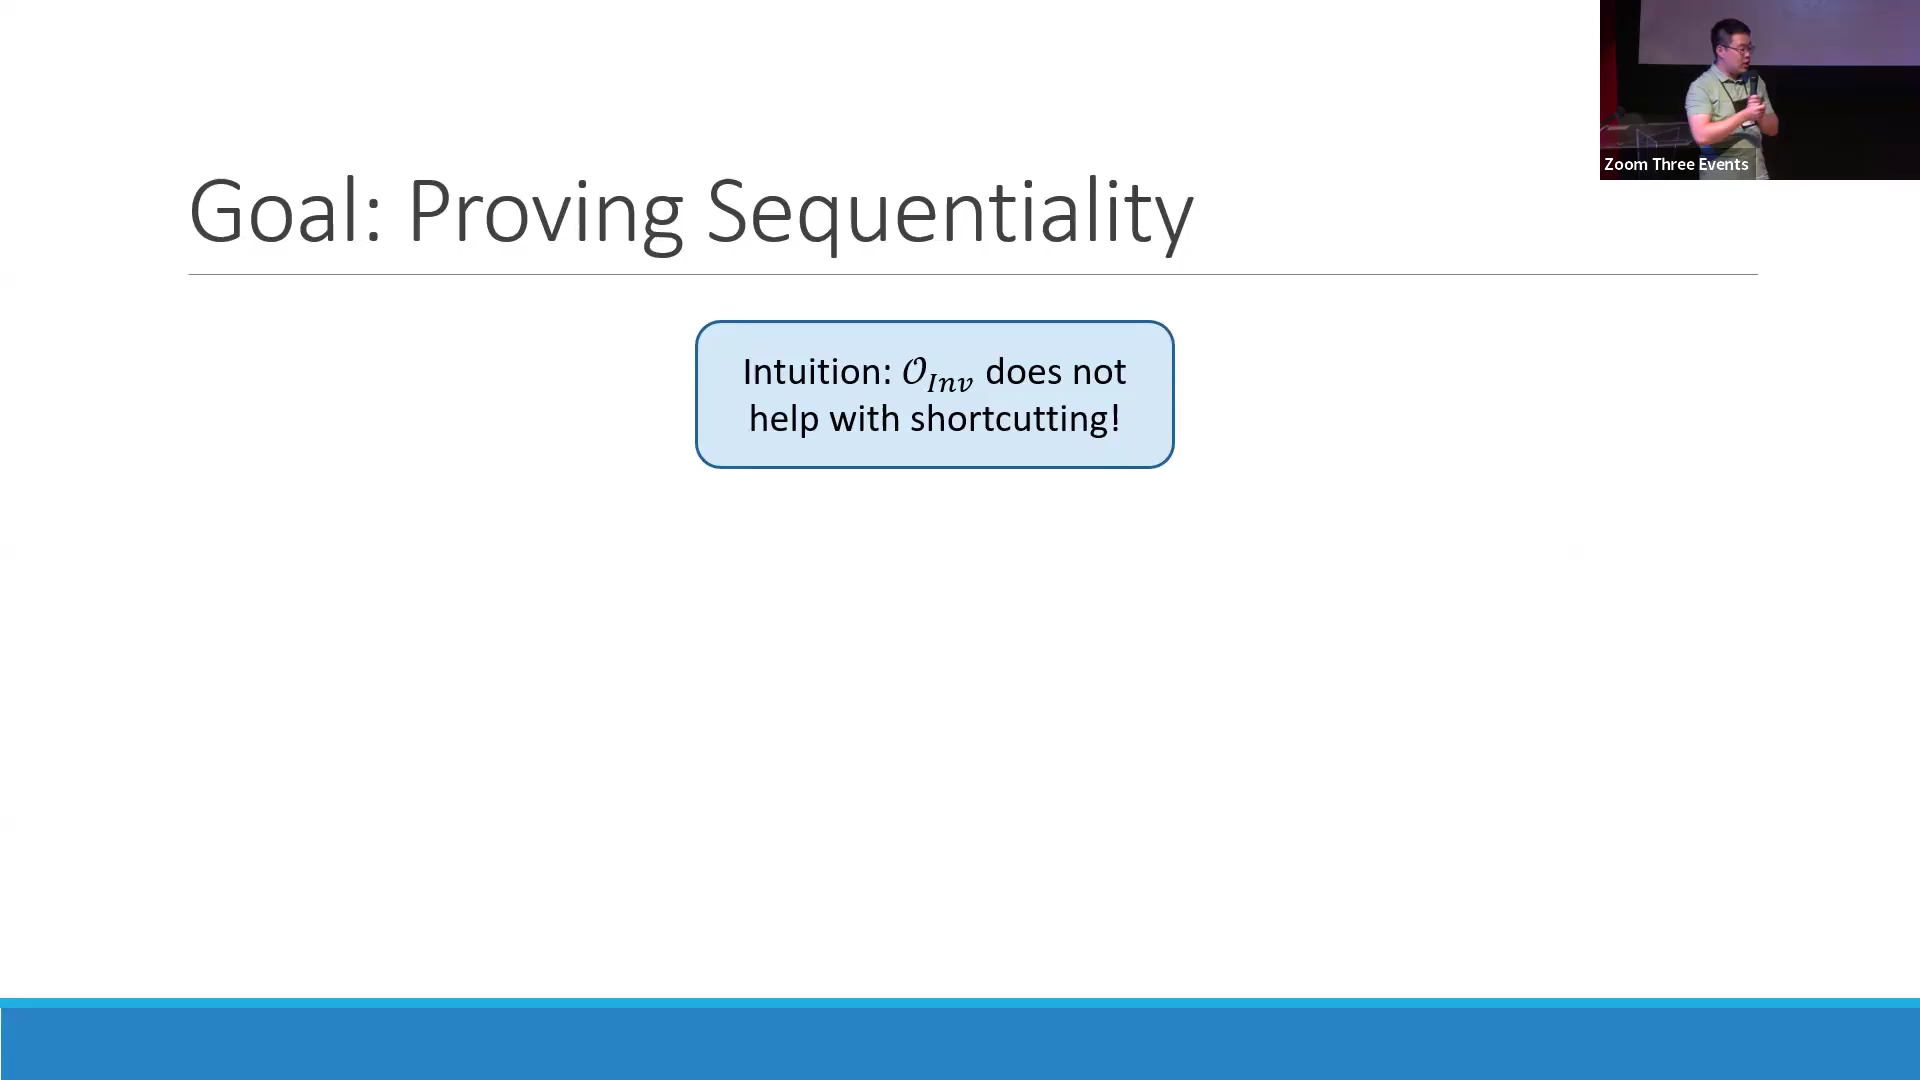 Zoom Three Events
Goal: Proving Sequentiality
Intuition: 𝒪_{Inv} does not
help with shortcutting!